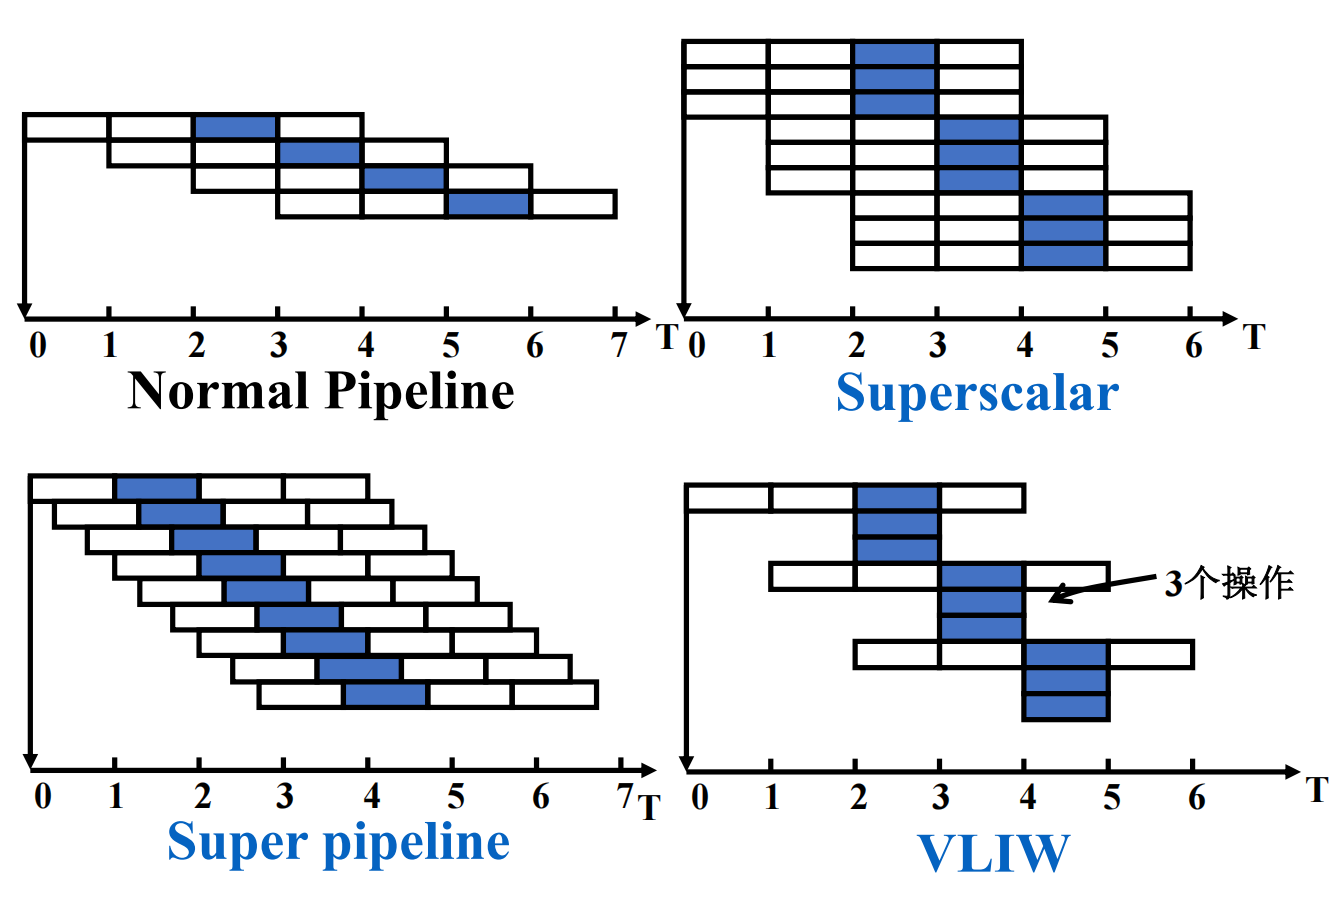 0 1 2 3 4 5 6 7 T
Normal Pipeline
0 1 2 3 4 5 6 T
Superscalar
0 1 2 3 4 5 6 7 T
Super pipeline
3个操作
0 1 2 3 4 5 6 T
VLIW